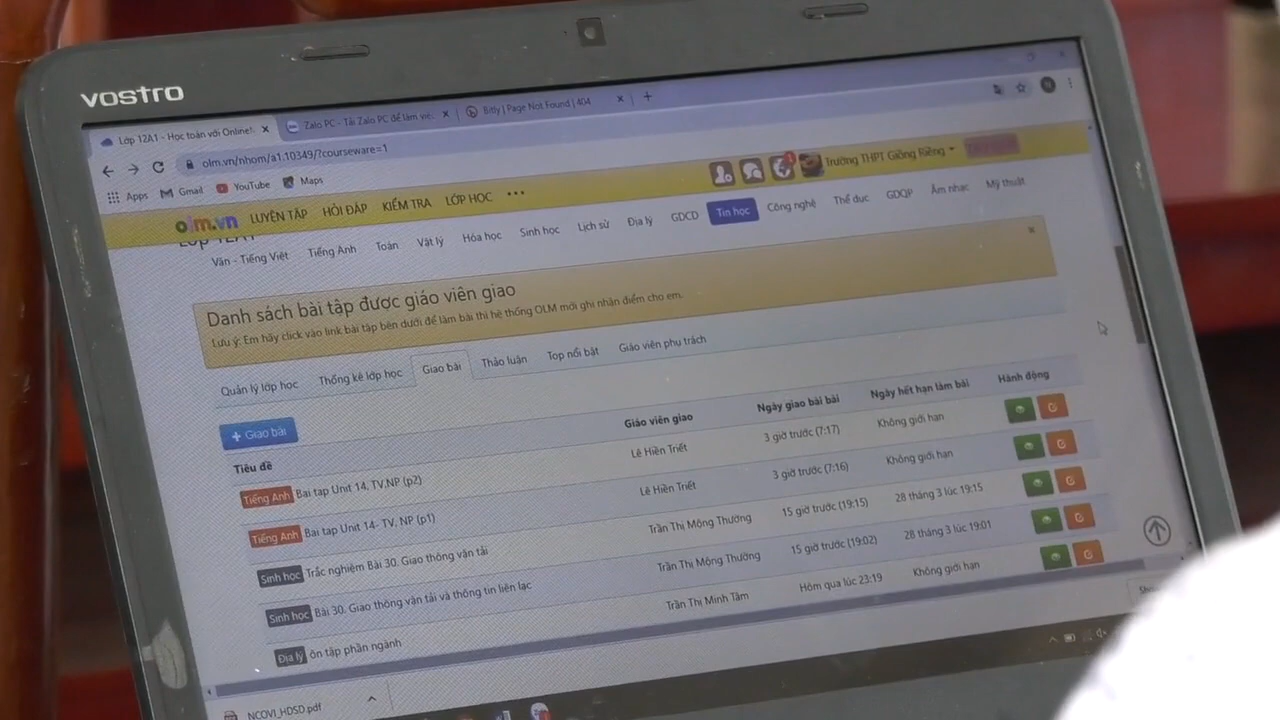 vostro
Lớp 12A1 - Học toán với Online! × Zalo PC - Tải Zalo PC để làm việc × Bitly | Page Not Found | 404 × +
olm.vn/nhom/a1.10349/?courseware=1
Apps Gmail YouTube Maps
olm.vn LUYỆN TẬP HỎI ĐÁP KIỂM TRA LỚP HỌC ••• Trường THPT Giồng Riềng
Văn - Tiếng Việt Tiếng Anh Toán Vật lý Hóa học Sinh học Lịch sử Địa lý GDCD Tin học Công nghệ Thể dục GDQP Âm nhạc Mỹ thuật
Danh sách bài tập được giáo viên giao
Lưu ý: Em hãy click vào link bài tập bên dưới để làm bài thì hệ thống OLM mới ghi nhận điểm cho em.
Quản lý lớp học Thống kê lớp học Giao bài Thảo luận Top nổi bật Giáo viên phụ trách
+ Giao bài
Tiêu đề Giáo viên giao Ngày giao bài bài Ngày hết hạn làm bài Hành động
Tiếng Anh Bai tap Unit 14. TV.NP (p2) Lê Hiền Triết 3 giờ trước (7:17) Không giới hạn
Tiếng Anh Bai tap Unit 14- TV. NP (p1) Lê Hiền Triết 3 giờ trước (7:16) Không giới hạn
Sinh học Trắc nghiệm Bài 30. Giao thông vận tải Trần Thị Mộng Thường 15 giờ trước (19:15) 28 tháng 3 lúc 19:15
Sinh học Bài 30. Giao thông vận tải và thông tin liên lạc Trần Thị Mộng Thường 15 giờ trước (19:02) 28 tháng 3 lúc 19:01
Địa lý ôn tập phần ngành Trần Thị Minh Tâm Hôm qua lúc 23:19 Không giới hạn
NCOVI_HDSD.pdf